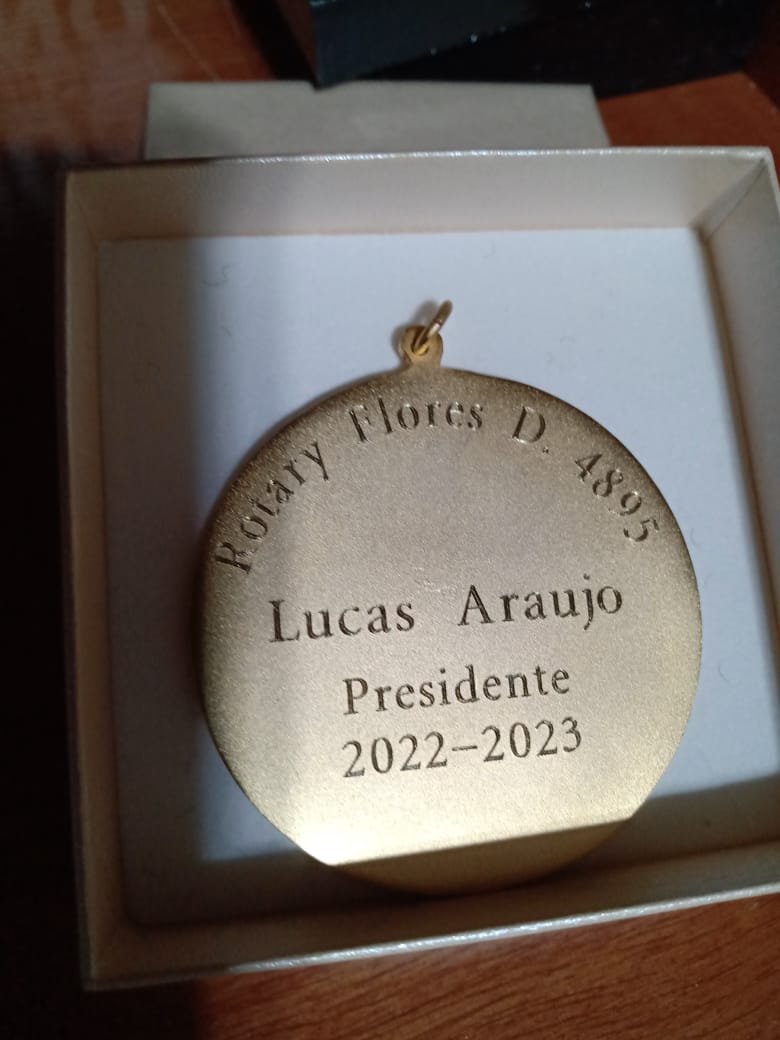 Rotary Flores D. 4895
Lucas Araujo
Presidente
2022-2023